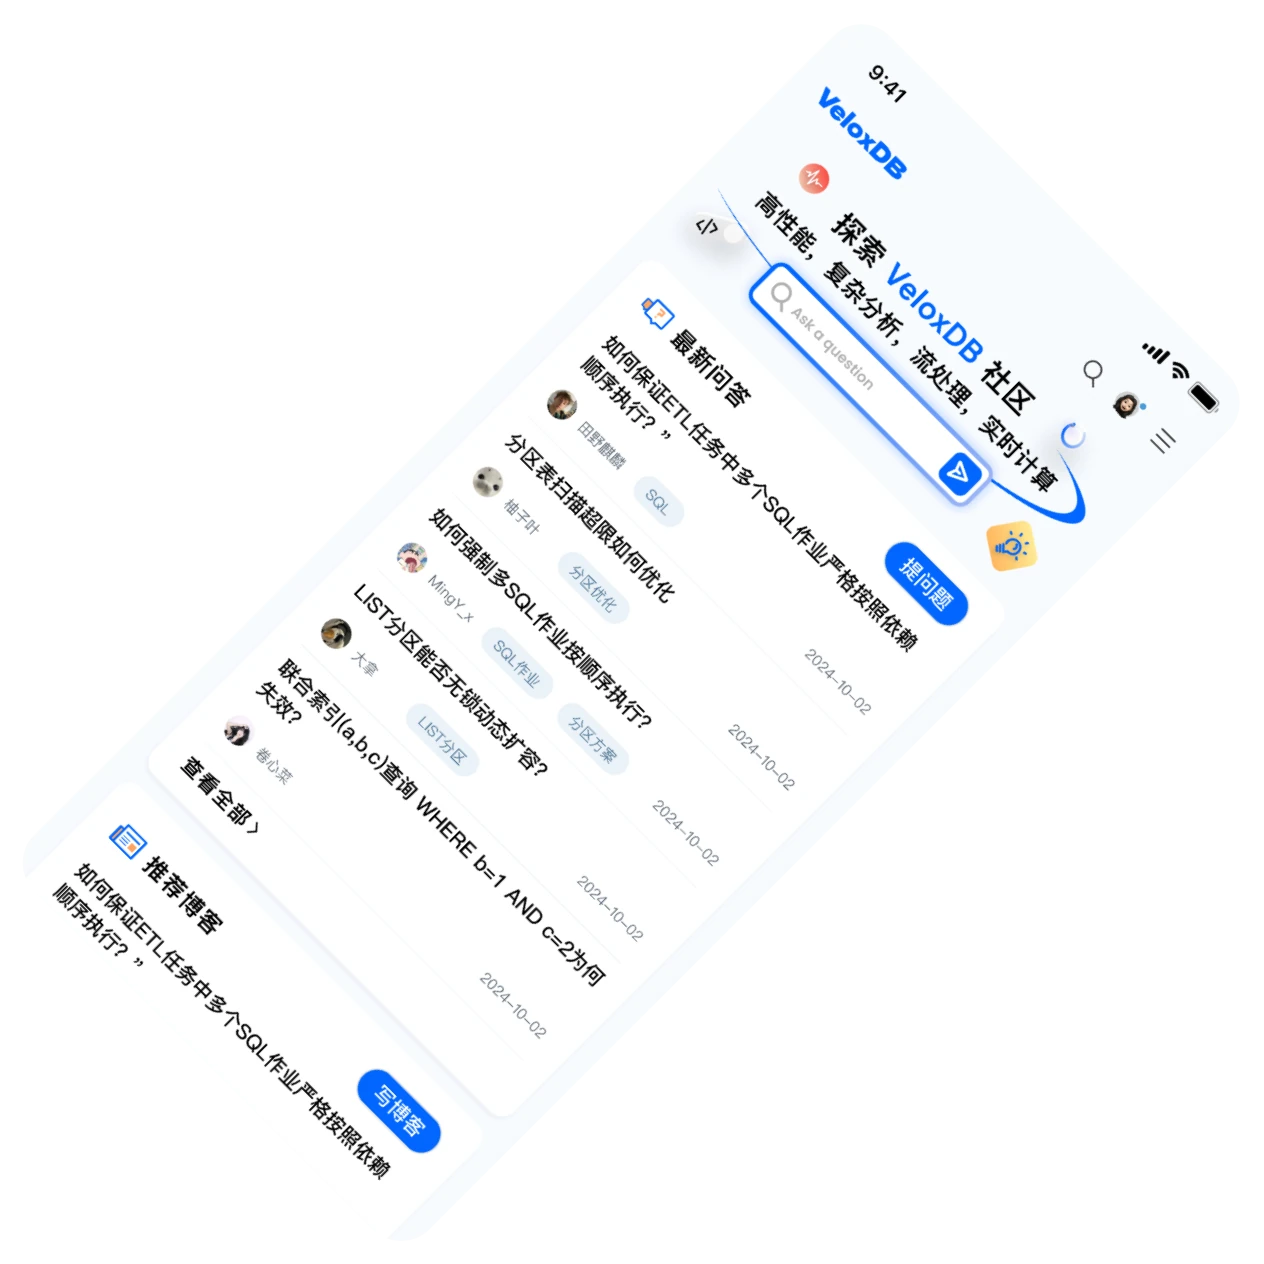 9:41
VeloxDB
探索 VeloxDB 社区
高性能，复杂分析，流处理，实时计算
Ask a question
最新问答
提问题
如何保证ETL任务中多个SQL作业严格按照依赖
顺序执行？”
田野麒麟
SQL
2024-10-02
分区表扫描超限如何优化
柚子叶
分区优化
2024-10-02
如何强制多SQL作业按顺序执行?
MingY_x
SQL作业
分区方案
2024-10-02
LIST分区能否无锁动态扩容?
大拿
LIST分区
2024-10-02
联合索引(a,b,c)查询 WHERE b=1 AND c=2为何
失效?
卷心菜
2024-10-02
查看全部
推荐博客
写博客
如何保证ETL任务中多个SQL作业严格按照依赖
顺序执行？”